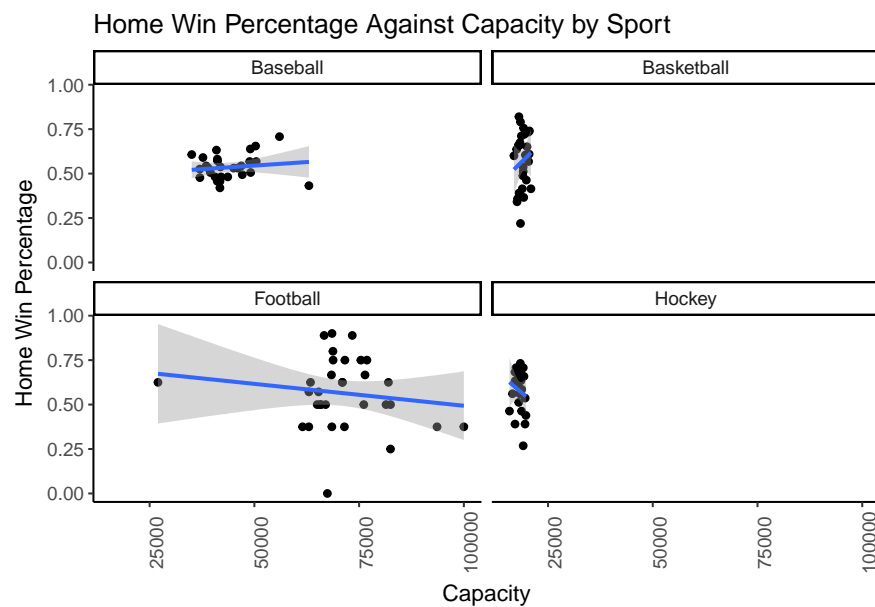 Home Win Percentage Against Capacity by Sport
Baseball
Basketball
1.00
0.75
0.50
0.25
0.00
Football
Hockey
1.00
0.75
0.50
0.25
0.00
Home Win Percentage
25000
50000
75000
100000
25000
50000
75000
100000
Capacity